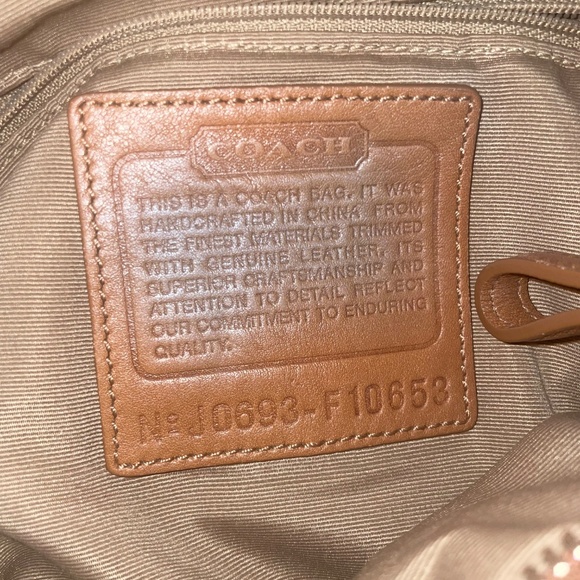 COACH
THIS IS A COACH BAG. IT WAS
HANDCRAFTED IN CHINA FROM
THE FINEST MATERIALS TRIMMED
WITH GENUINE LEATHER. ITS
SUPERIOR CRAFTSMANSHIP AND
ATTENTION TO DETAIL REFLECT
OUR COMMITMENT TO ENDURING
QUALITY.
Nº J0693-F10653